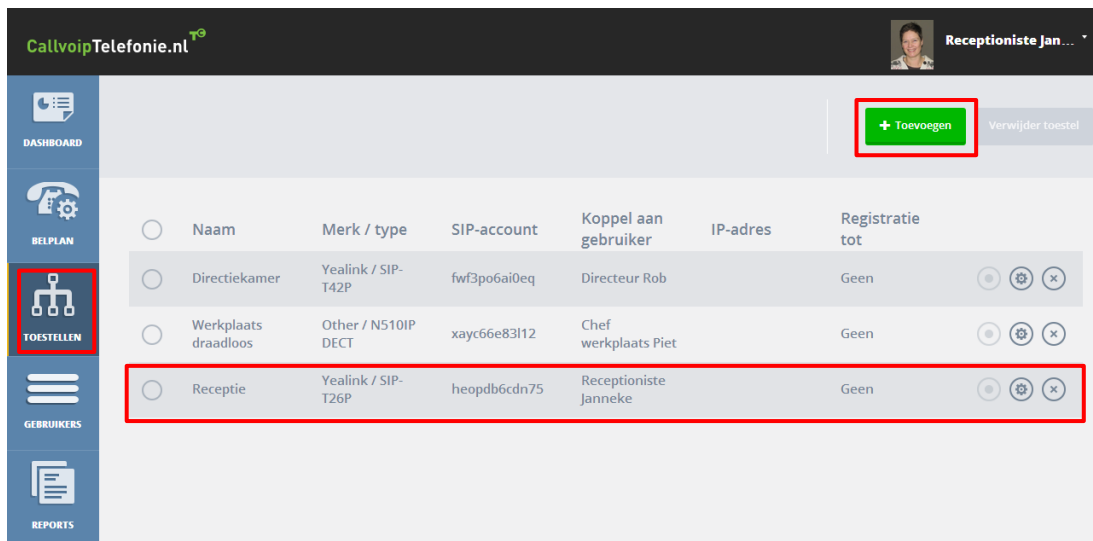 CallvoipTelefonie.nl
Receptioniste Jan...
DASHBOARD
+ Toevoegen
Verwijder toestel
BELPLAN
Naam Merk / type SIP-account Koppel aan gebruiker IP-adres Registratie tot
Directiekamer Yealink / SIP-T42P fwf3po6ai0eq Directeur Rob Geen
TOESTELLEN
Werkplaats draadloos Other / N510IP DECT xayc66e83l12 Chef werkplaats Piet Geen
Receptie Yealink / SIP-T26P heopdb6cdn75 Receptioniste Janneke Geen
GEBRUIKERS
REPORTS